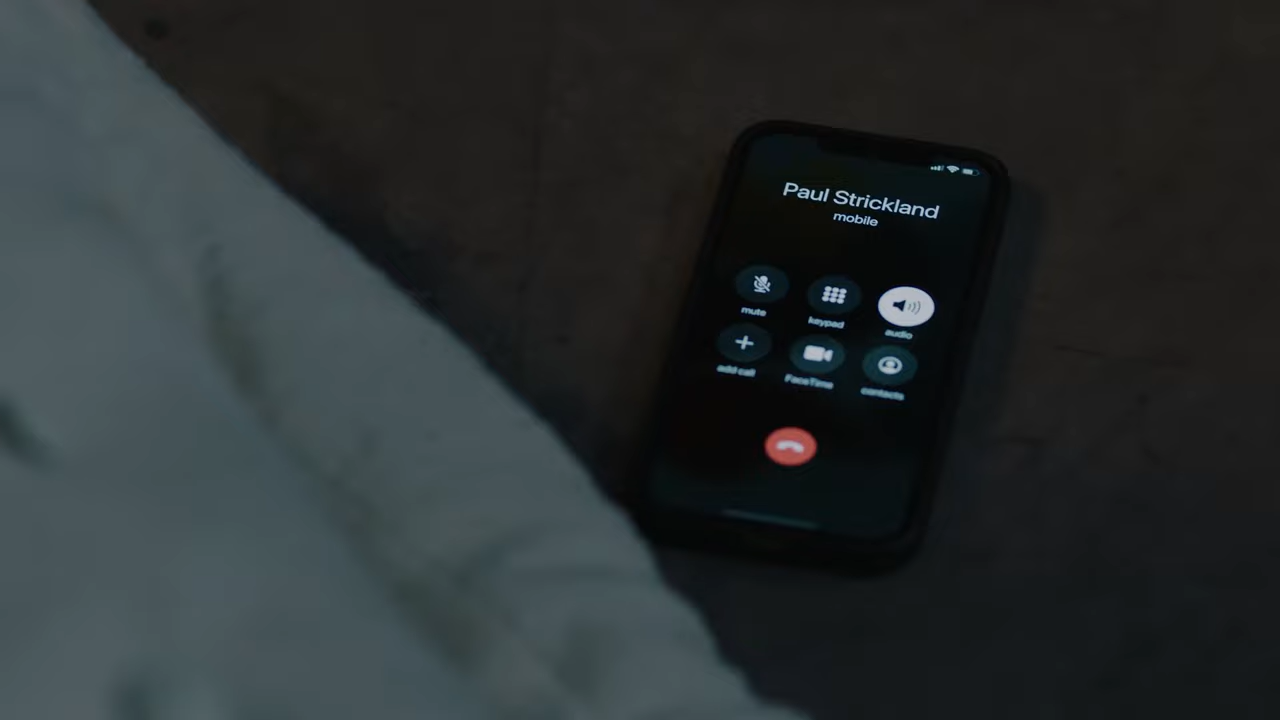 Paul Strickland
mobile
mute keypad audio
add call FaceTime contacts